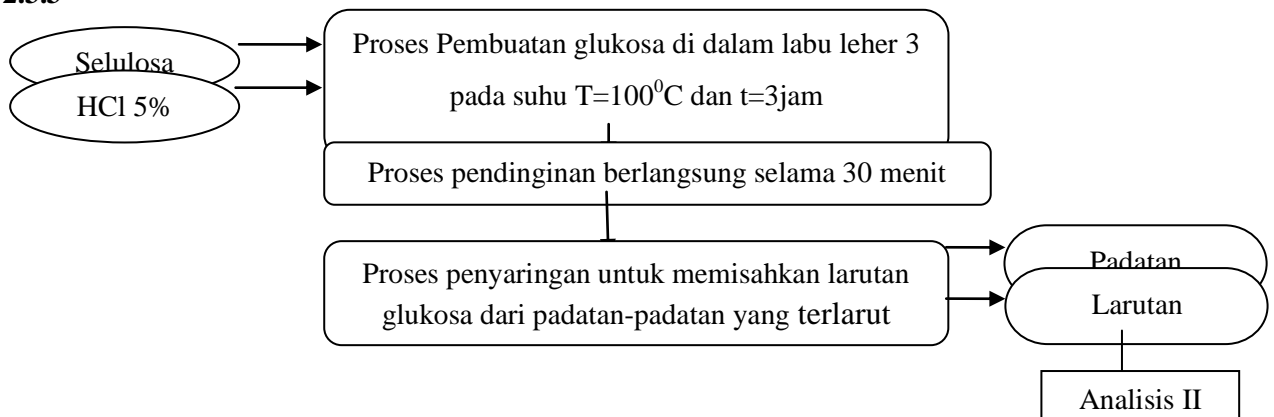 Selulosa
HCl 5%
Proses Pembuatan glukosa di dalam labu leher 3
pada suhu T=100⁰C dan t=3jam
Proses pendinginan berlangsung selama 30 menit
Proses penyaringan untuk memisahkan larutan
glukosa dari padatan-padatan yang terlarut
Padatan
Larutan
Analisis II